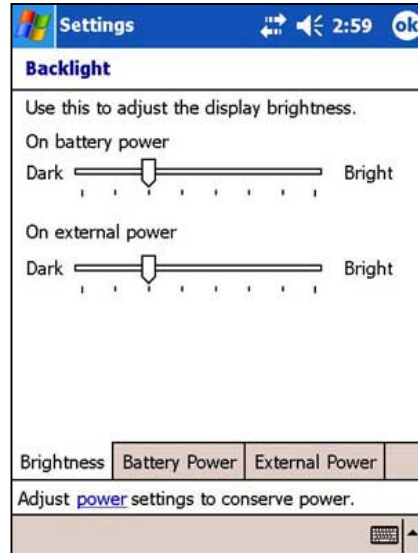 Settings 2:59 ok
Backlight
Use this to adjust the display brightness.
On battery power
Dark Bright
On external power
Dark Bright
Brightness Battery Power External Power
Adjust power settings to conserve power.